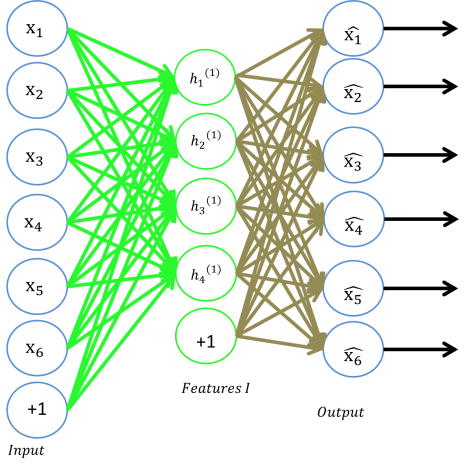 x₁
x₂
x₃
x₄
x₅
x₆
+1
Input
h₁⁽¹⁾
h₂⁽¹⁾
h₃⁽¹⁾
h₄⁽¹⁾
+1
Features I
x̂₁
x̂₂
x̂₃
x̂₄
x̂₅
x̂₆
Output